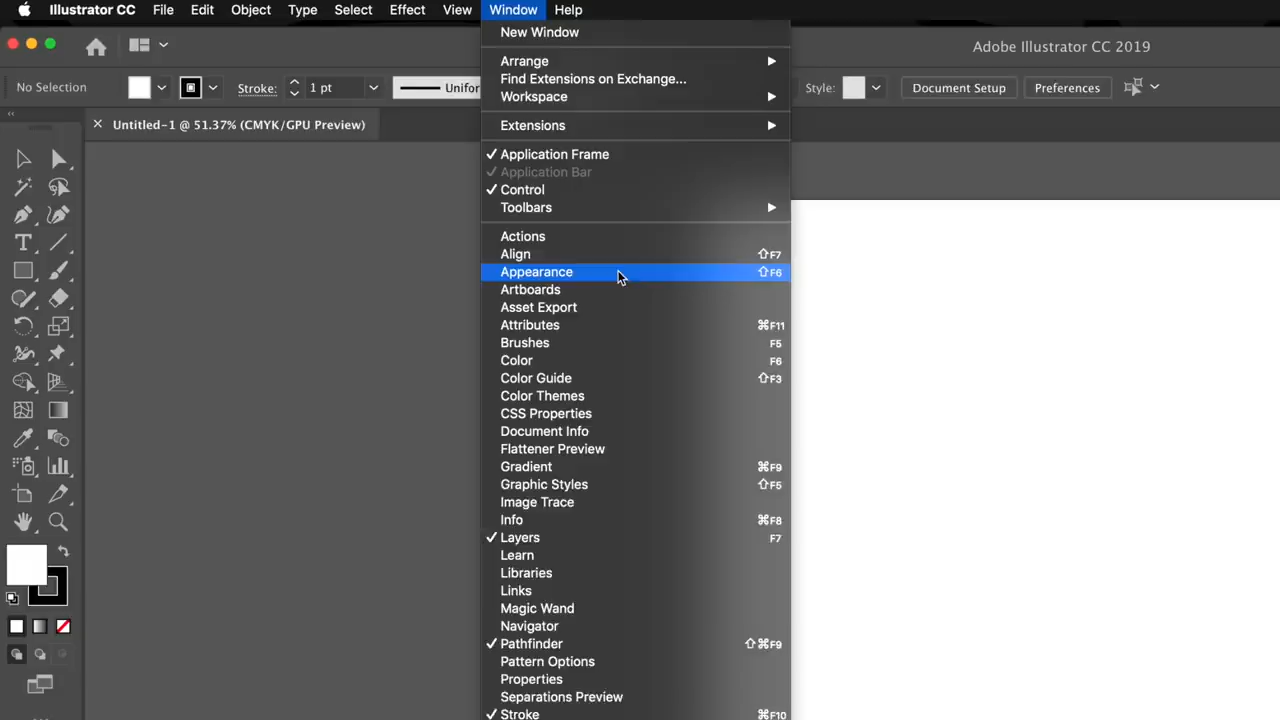 Illustrator CC File Edit Object Type Select Effect View Window Help
New Window
Adobe Illustrator CC 2019
Arrange
Find Extensions on Exchange...
Workspace
No Selection Stroke: 1 pt Unifor Style: Document Setup Preferences
Extensions
Untitled-1 @ 51.37% (CMYK/GPU Preview)
Application Frame
Application Bar
Control
Toolbars
Actions
Align ⇧F7
Appearance ⇧F6
Artboards
Asset Export
Attributes ⌘F11
Brushes F5
Color F6
Color Guide ⇧F3
Color Themes
CSS Properties
Document Info
Flattener Preview
Gradient ⌘F9
Graphic Styles ⇧F5
Image Trace
Info ⌘F8
Layers F7
Learn
Libraries
Links
Magic Wand
Navigator
Pathfinder ⇧⌘F9
Pattern Options
Properties
Separations Preview
Stroke ⌘F10